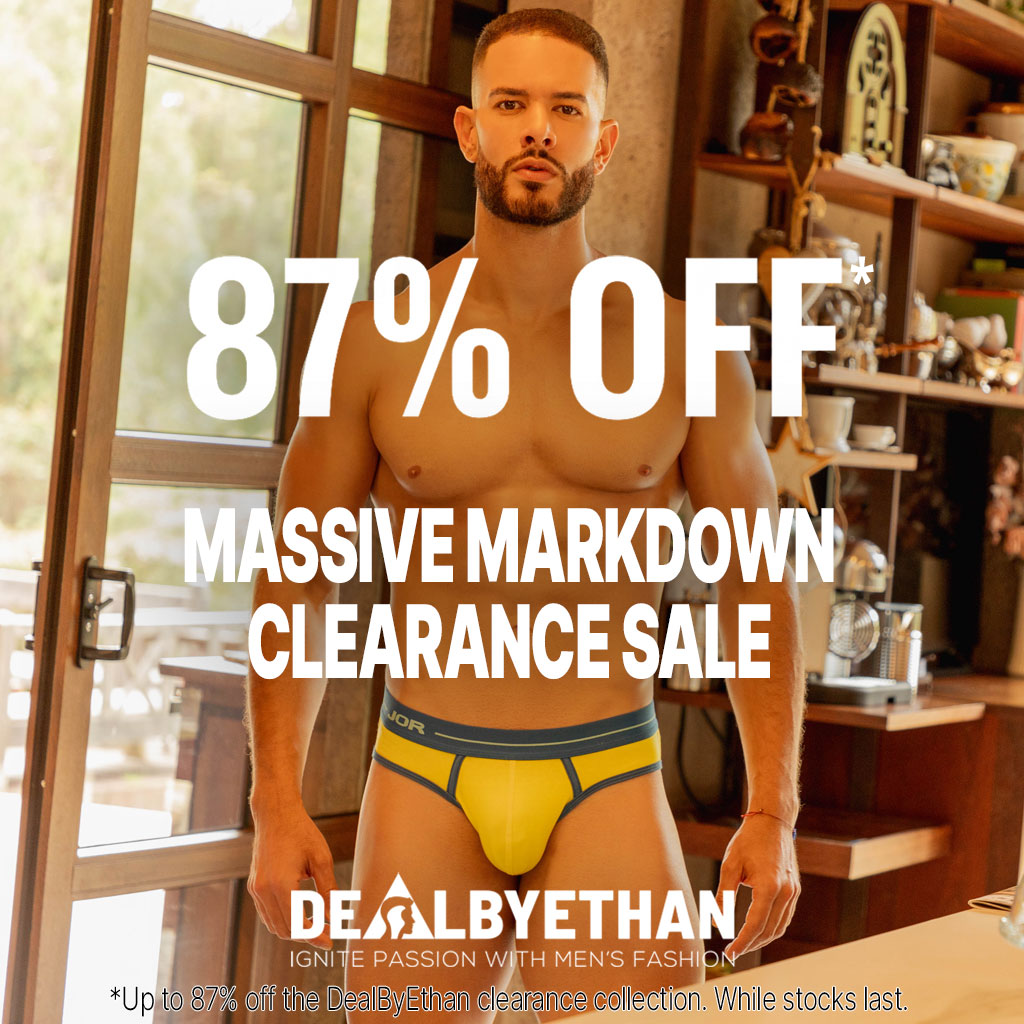 87% OFF*
MASSIVE MARKDOWN
CLEARANCE SALE
JOR
DEALBYETHAN
IGNITE PASSION WITH MEN'S FASHION
*Up to 87% off the DealByEthan clearance collection. While stocks last.